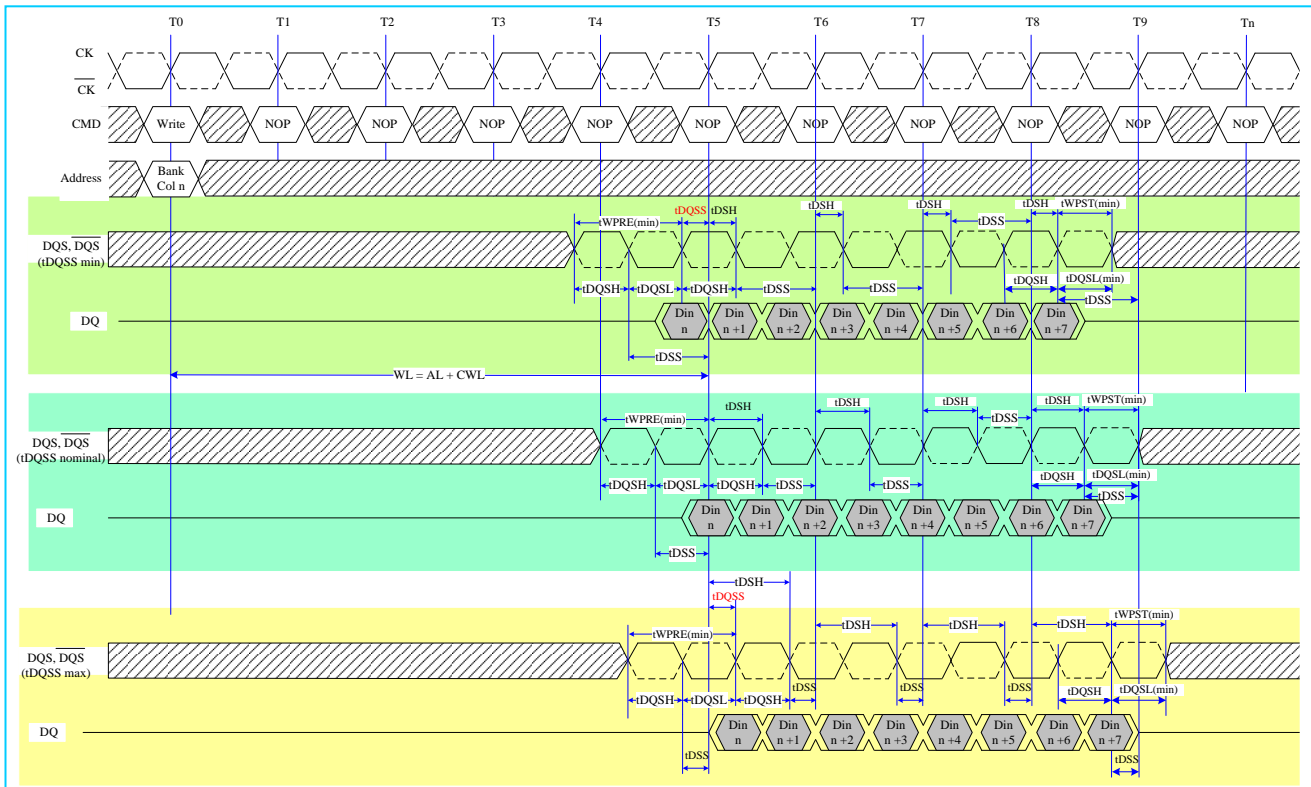 T0 T1 T2 T3 T4 T5 T6 T7 T8 T9 Tn
CK
CK
CMD Write NOP NOP NOP NOP NOP NOP NOP NOP NOP NOP
Address Bank
Col n
tDQSS tDSH tDSH tDSH tDSH tWPST(min)
tWPRE(min) tDSS
DQS, DQS
(tDQSS min)
tDQSH tDQSL tDQSH tDSS tDSS tDQSH tDQSL(min)
tDSS
DQ Din n Din n +1 Din n +2 Din n +3 Din n +4 Din n +5 Din n +6 Din n +7
tDSS
WL = AL + CWL
tWPRE(min) tDSH tDSH tDSH tDSS tDSH tWPST(min)
DQS, DQS
(tDQSS nominal)
tDQSH tDQSL tDQSH tDSS tDSS tDQSH tDQSL(min)
tDSS
DQ Din n Din n +1 Din n +2 Din n +3 Din n +4 Din n +5 Din n +6 Din n +7
tDSS
tDSH
tDQSS
tWPRE(min) tDSH tDSH tDSH tWPST(min)
DQS, DQS
(tDQSS max)
tDQSH tDQSL tDQSH tDSS tDSS tDSS tDQSH tDQSL(min)
DQ Din n Din n +1 Din n +2 Din n +3 Din n +4 Din n +5 Din n +6 Din n +7
tDSS tDSS